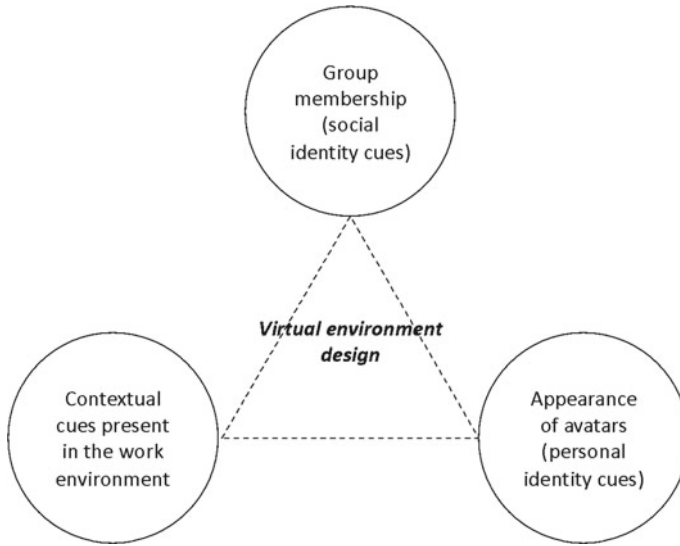 Group
membership
(social
identity cues)
Virtual environment
design
Contextual
cues present
in the work
environment
Appearance
of avatars
(personal
identity cues)